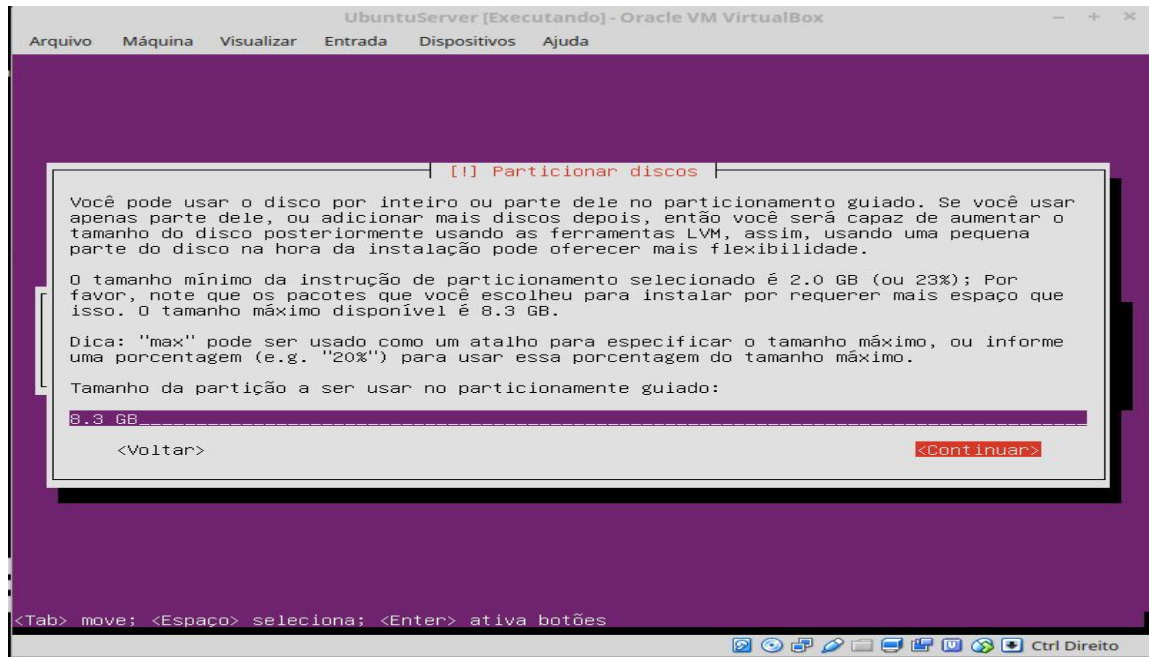 UbuntuServer [Executando] - Oracle VM VirtualBox
Arquivo Máquina Visualizar Entrada Dispositivos Ajuda
[!] Particionar discos
Você pode usar o disco por inteiro ou parte dele no particionamento guiado. Se você usar
apenas parte dele, ou adicionar mais discos depois, então você será capaz de aumentar o
tamanho do disco posteriormente usando as ferramentas LVM, assim, usando uma pequena
parte do disco na hora da instalação pode oferecer mais flexibilidade.
O tamanho mínimo da instrução de particionamento selecionado é 2.0 GB (ou 23%); Por
favor, note que os pacotes que você escolheu para instalar por requerer mais espaço que
isso. O tamanho máximo disponível é 8.3 GB.
Dica: "max" pode ser usado como um atalho para especificar o tamanho máximo, ou informe
uma porcentagem (e.g. "20%") para usar essa porcentagem do tamanho máximo.
Tamanho da partição a ser usar no particionamente guiado:
8.3 GB
<Voltar> <Continuar>
<Tab> move; <Espaço> seleciona; <Enter> ativa botões
Ctrl Direito